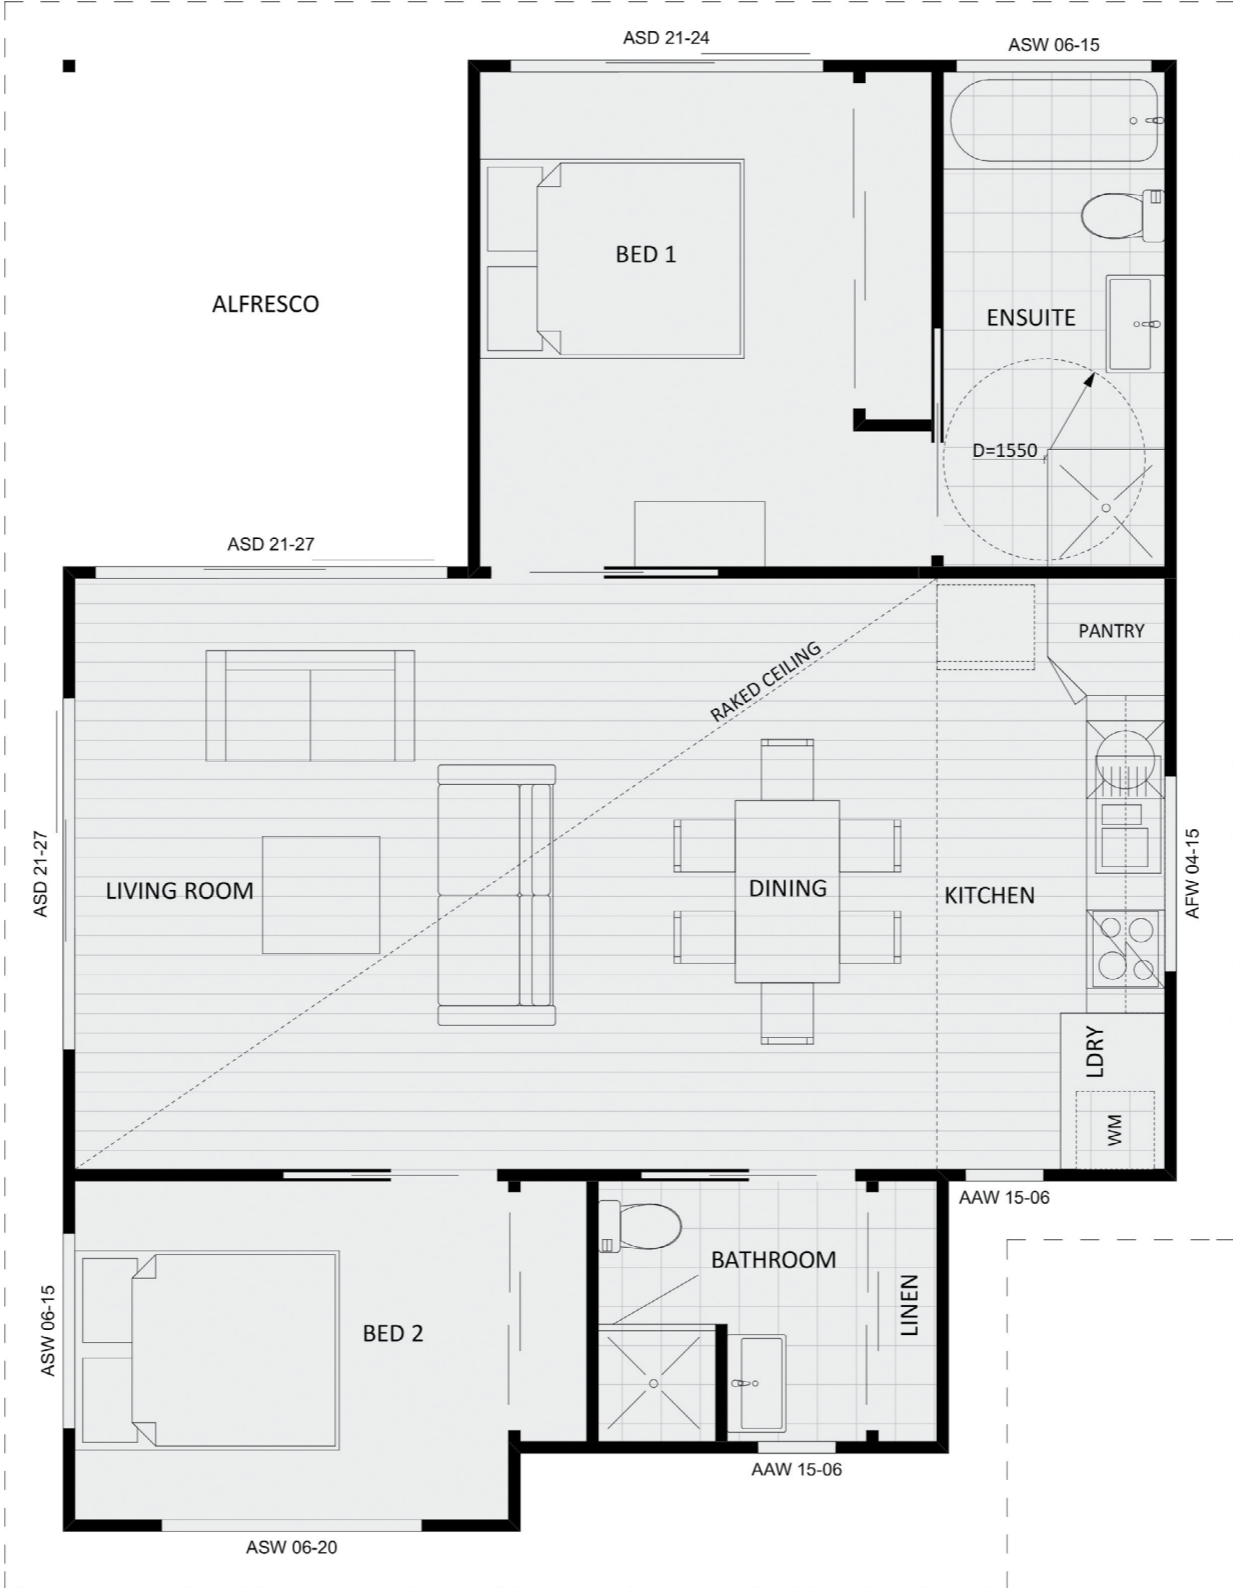 ASD 21-24
ASW 06-15
BED 1
ALFRESCO
ENSUITE
D=1550
ASD 21-27
PANTRY
RAKED CEILING
ASD 21-27
LIVING ROOM
DINING
KITCHEN
AFW 04-15
LDRY
WM
AAW 15-06
BATHROOM
LINEN
ASW 06-15
BED 2
AAW 15-06
ASW 06-20